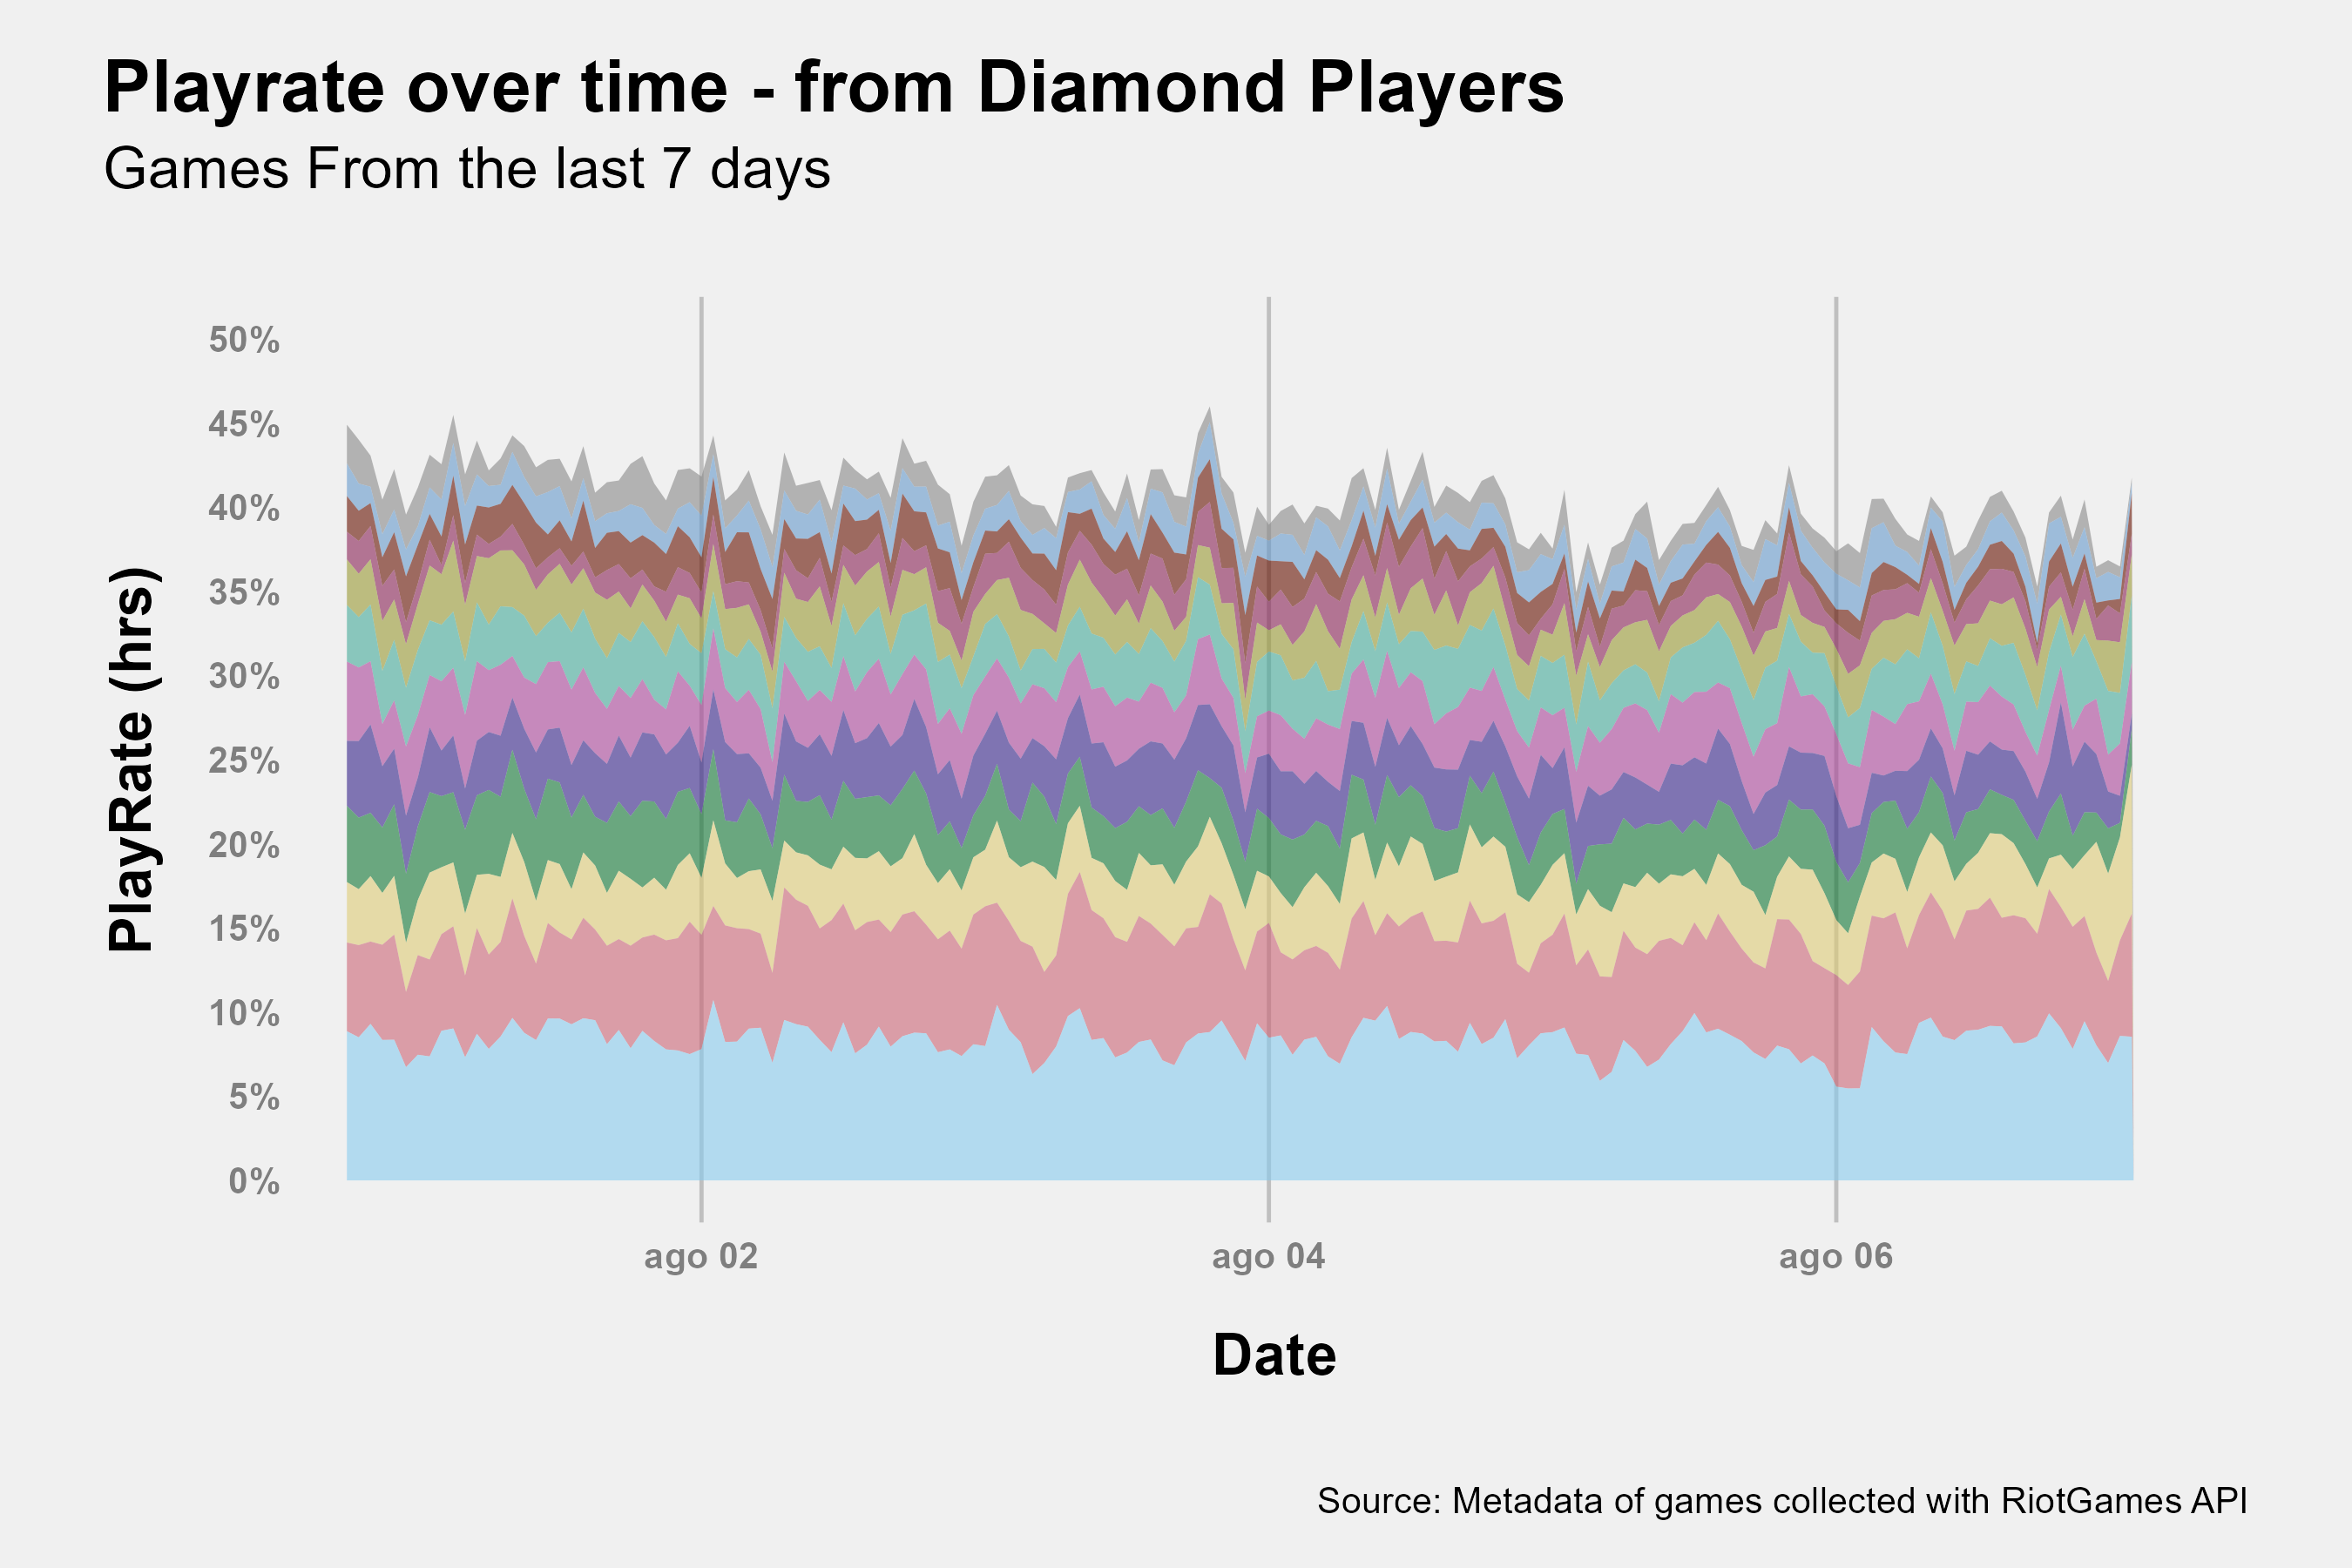 Playrate over time - from Diamond Players
Games From the last 7 days
PlayRate (hrs)
50%
45%
40%
35%
30%
25%
20%
15%
10%
5%
0%
ago 02
ago 04
ago 06
Date
Source: Metadata of games collected with RiotGames API